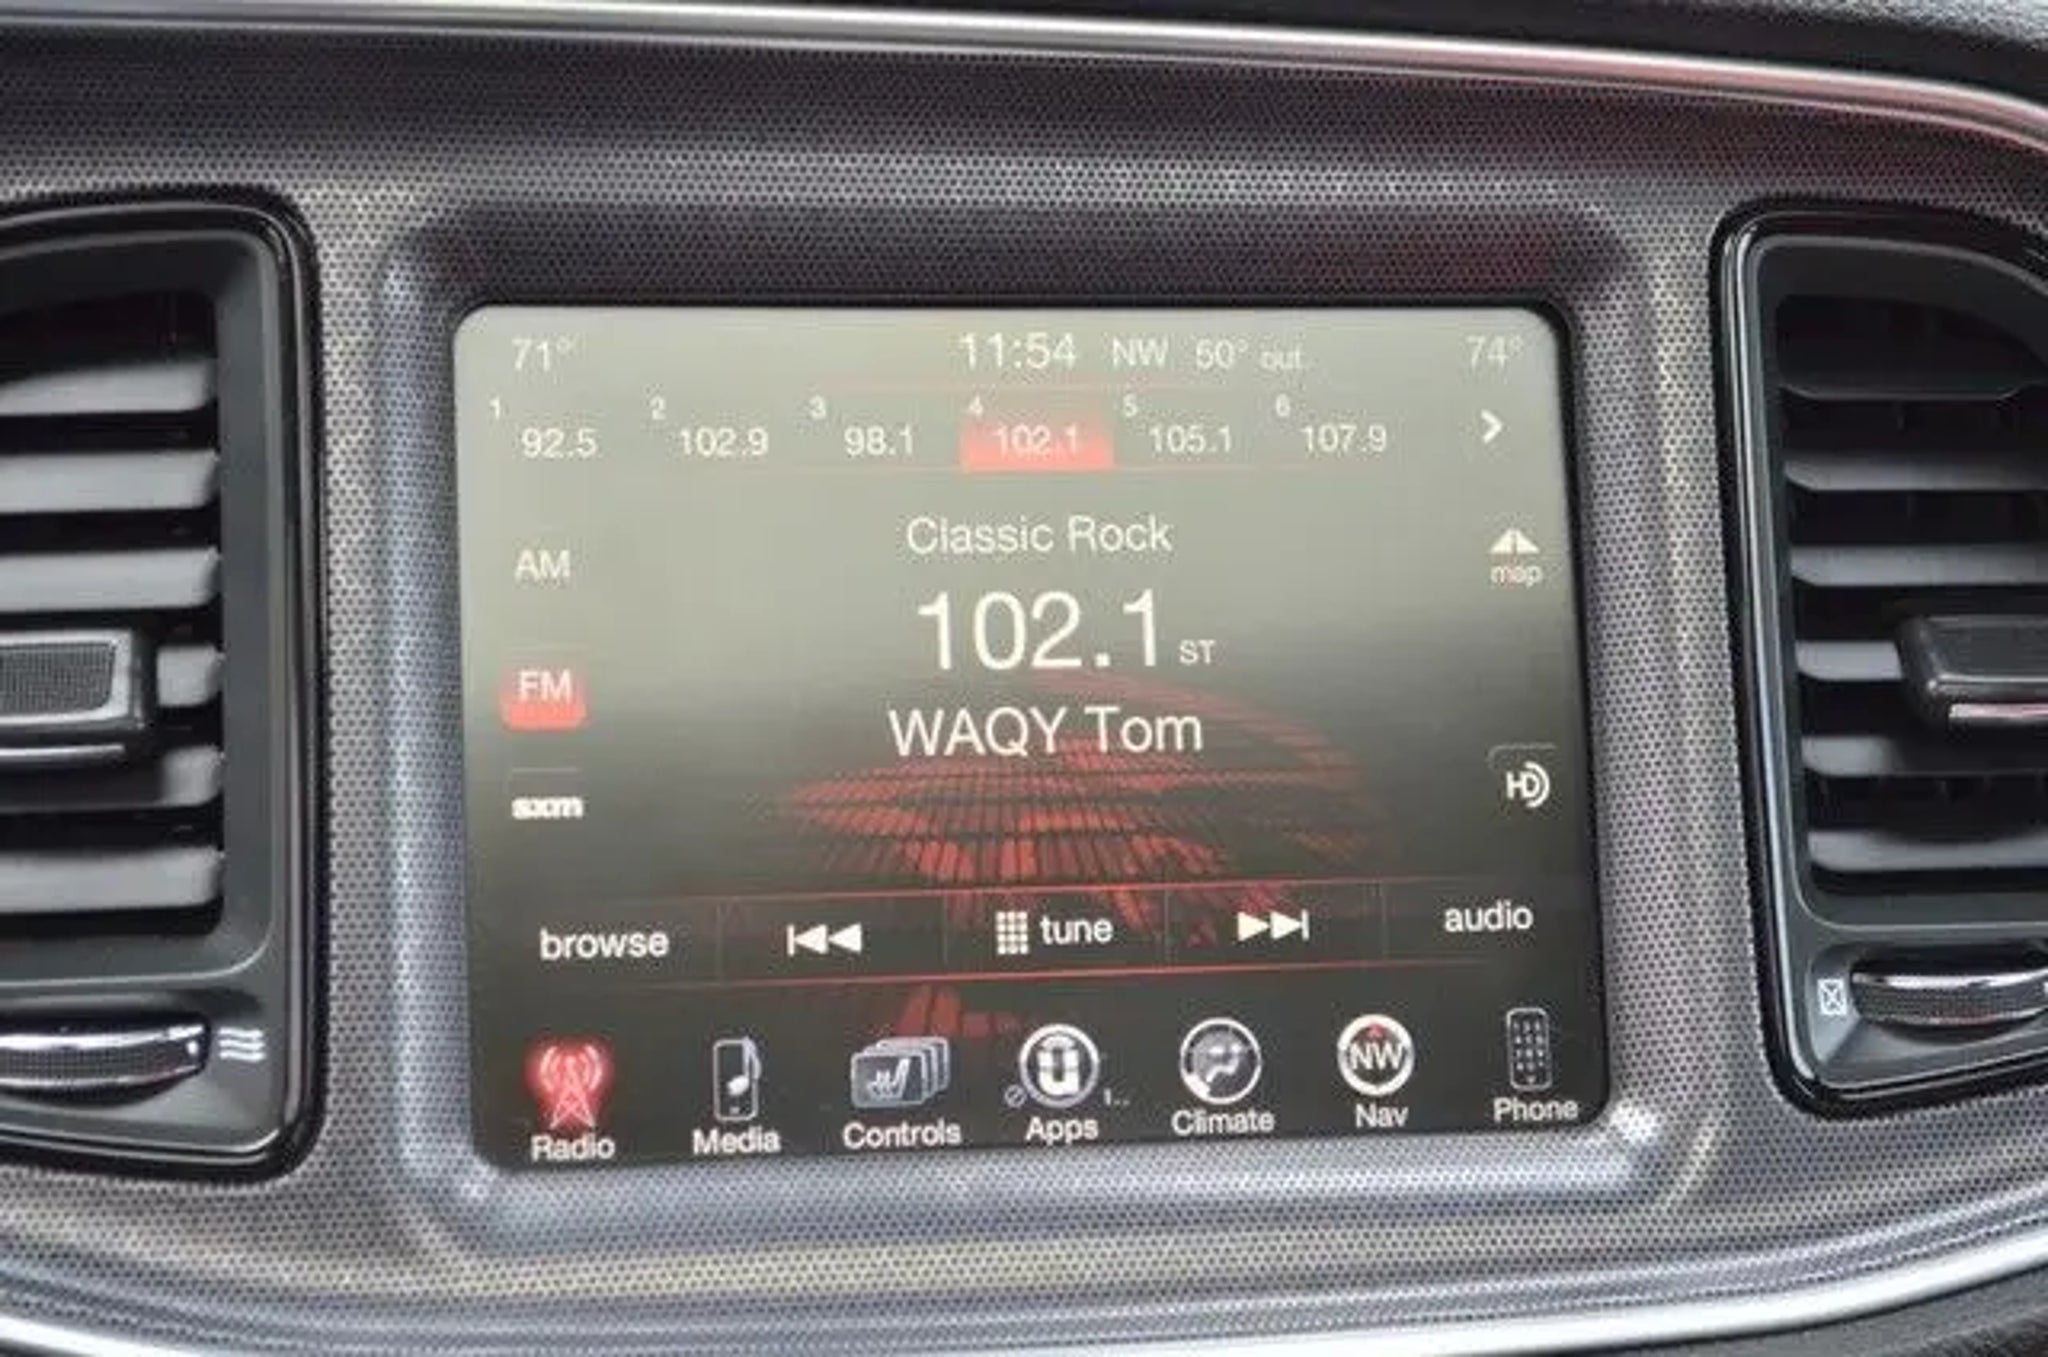 71° 11:54 NW 50° out 74°
1 92.5 2 102.9 3 98.1 4 102.1 5 105.1 6 107.9
Classic Rock
AM
map
102.1 ST
FM
WAQY Tom
HD
sxm
browse tune audio
NW
Radio Media Controls Apps Climate Nav Phone